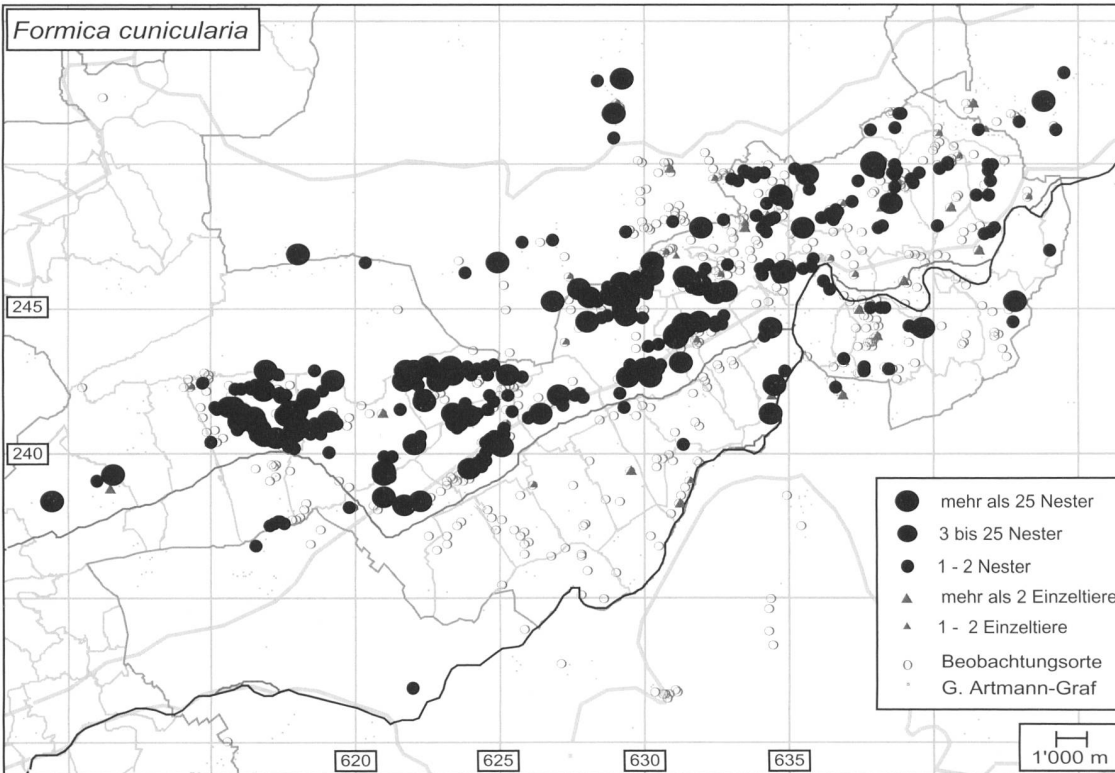 Formica cunicularia
245
240
620
625
630
635
mehr als 25 Nester
3 bis 25 Nester
1 - 2 Nester
mehr als 2 Einzeltiere
1 - 2 Einzeltiere
Beobachtungsorte
G. Artmann-Graf
1'000 m